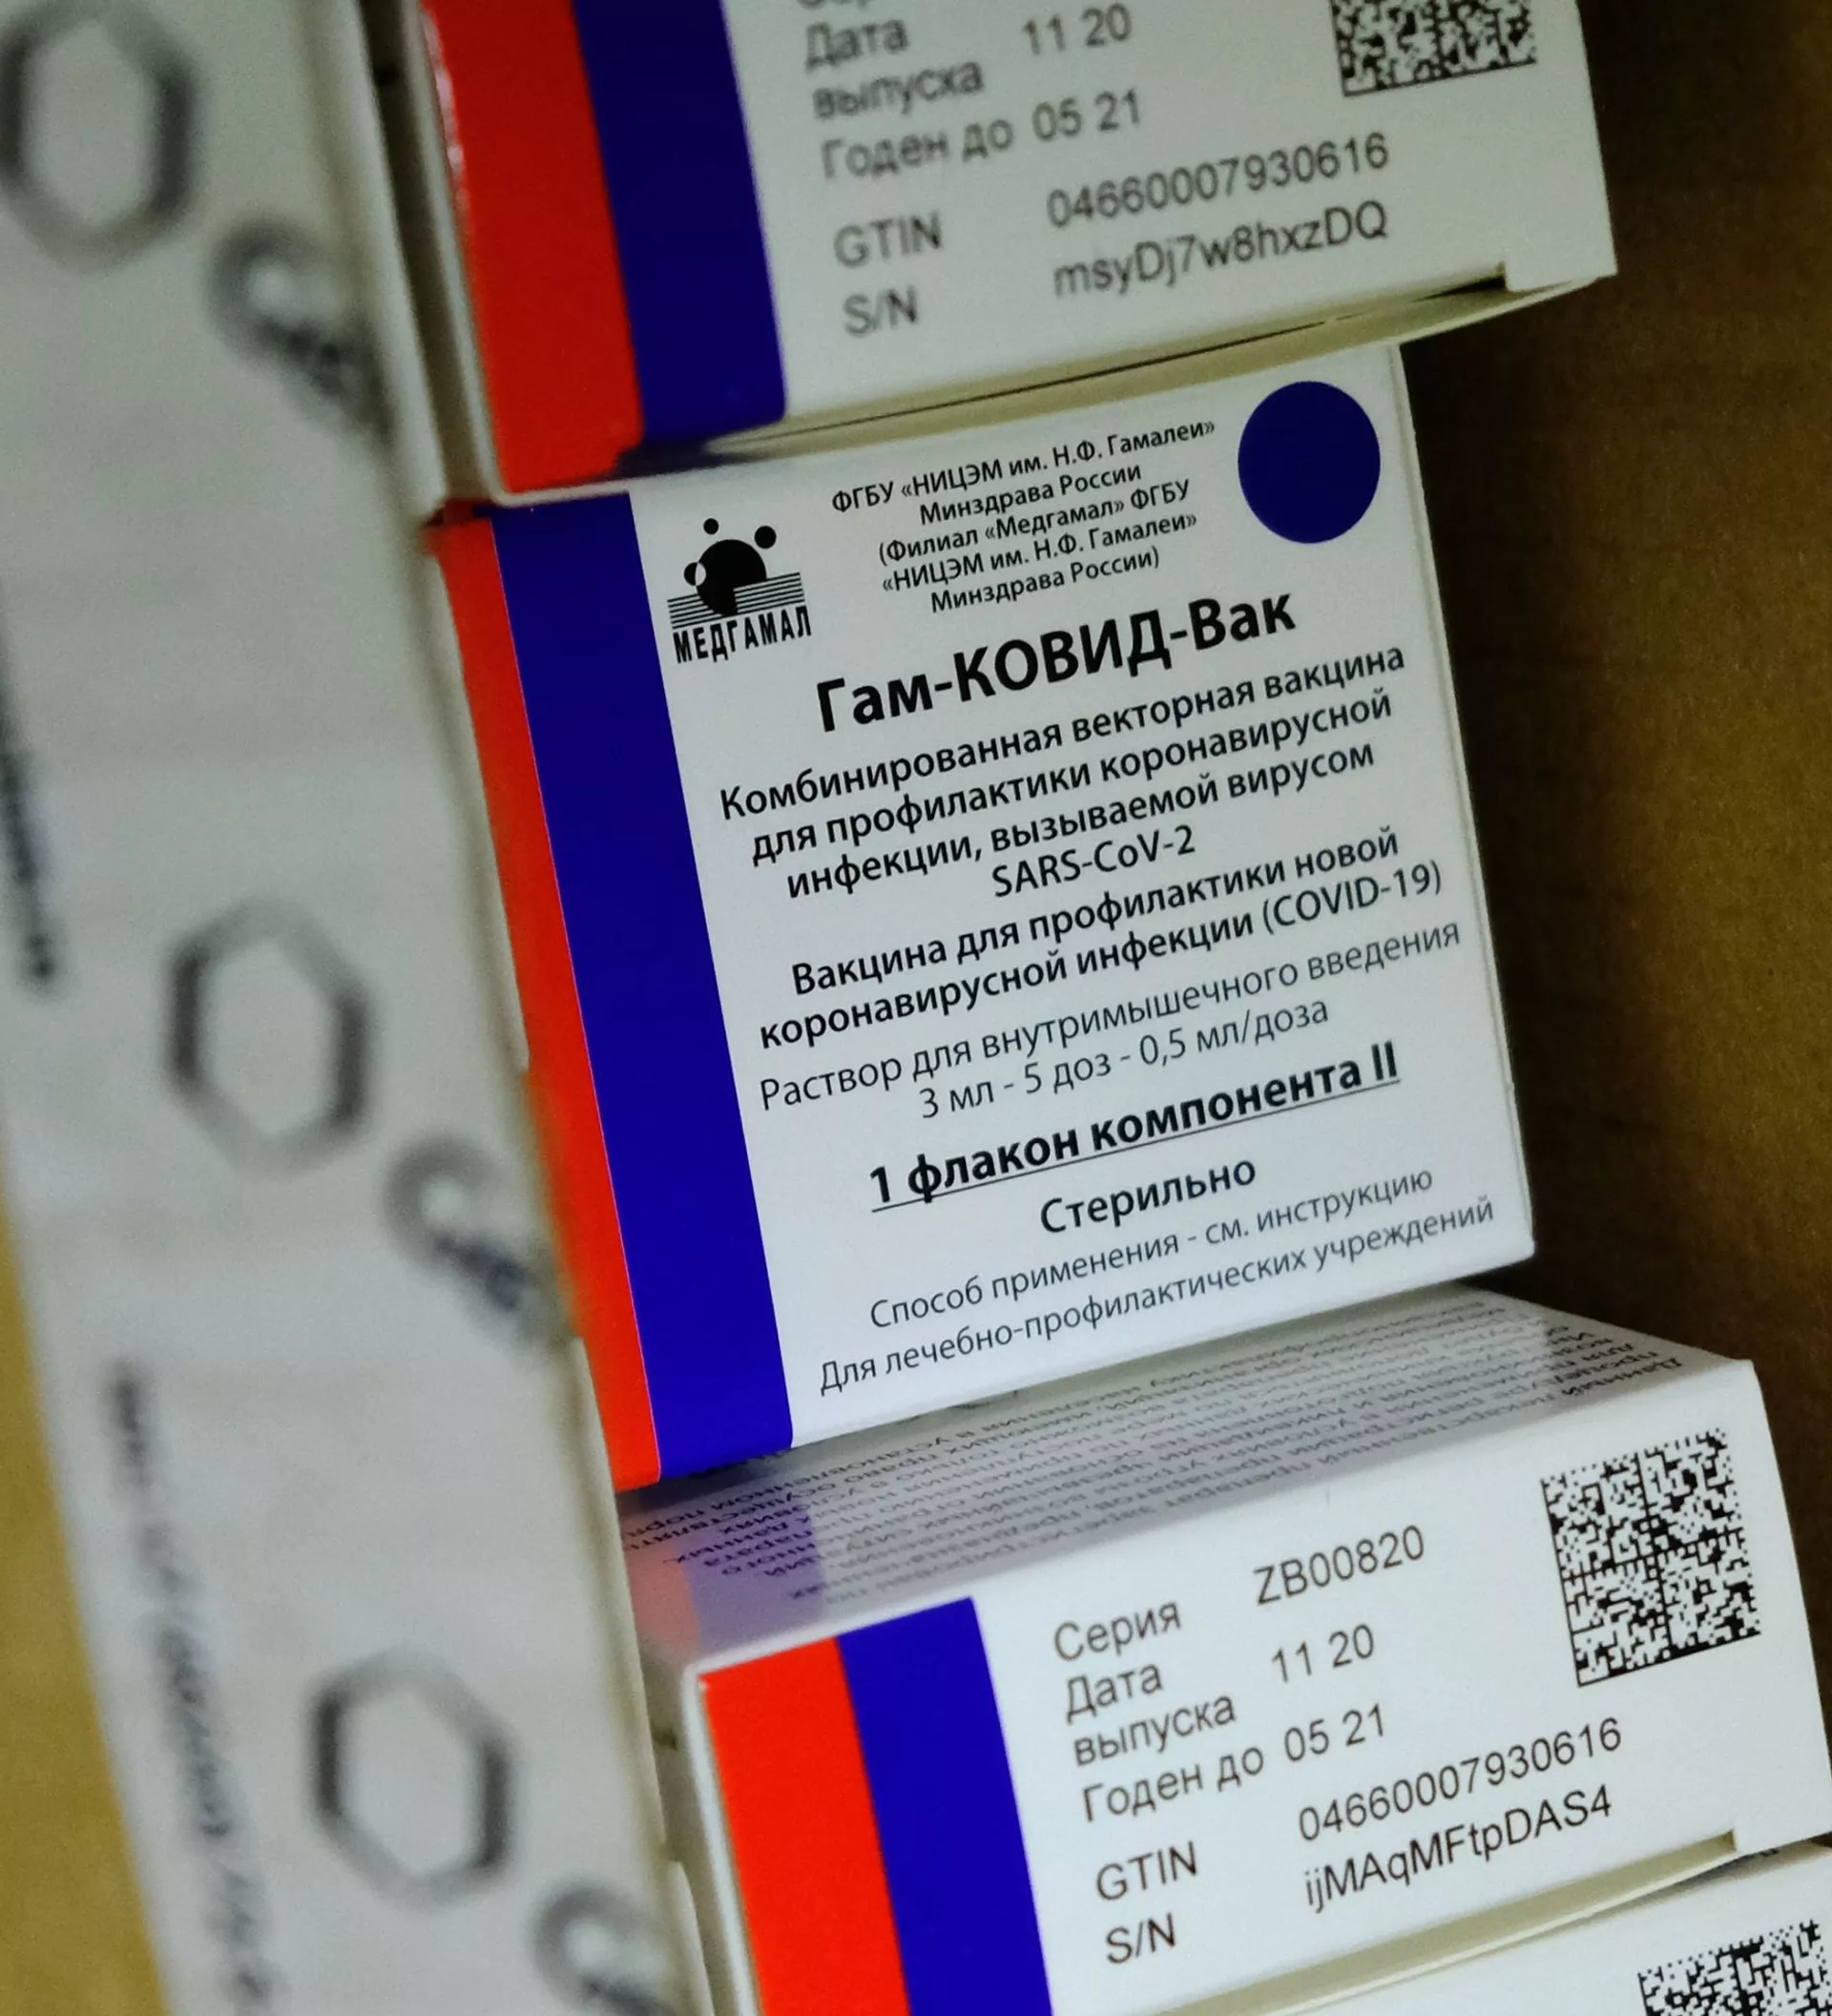 Дата
выпуска 11 20
Годен до 05 21
GTIN 04660007930616
S/N msyDj7w8hxzDQ
МЕДГАМАЛ
ФГБУ «НИЦЭМ им. Н.Ф. Гамалеи»
Минздрава России
(Филиал «Медгамал» ФГБУ
«НИЦЭМ им. Н.Ф. Гамалеи»
Минздрава России)
Гам-КОВИД-Вак
Комбинированная векторная вакцина
для профилактики коронавирусной
инфекции, вызываемой вирусом
SARS-CoV-2
Вакцина для профилактики новой
коронавирусной инфекции (COVID-19)
Раствор для внутримышечного введения
3 мл - 5 доз - 0,5 мл/доза
1 флакон компонента II
Стерильно
Способ применения - см. инструкцию
Для лечебно-профилактических учреждений
Серия ZB00820
Дата
выпуска 11 20
Годен до 05 21
GTIN 04660007930616
S/N ijMAqMFtpDAS4